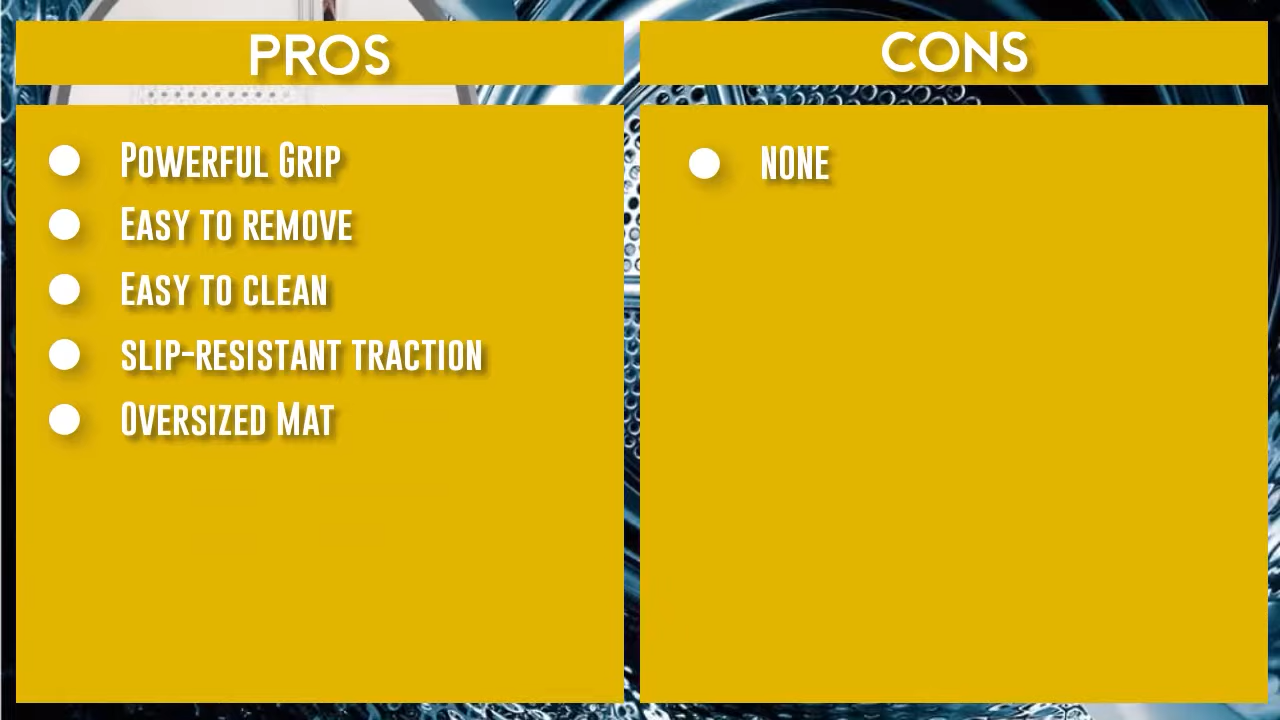 PROS
Powerful Grip
Easy to remove
Easy to clean
slip-resistant traction
Oversized Mat
CONS
NONE